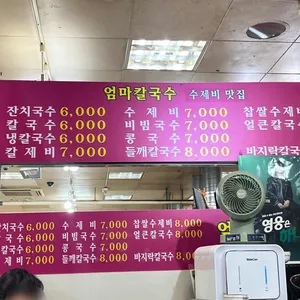 엄마칼국수 수제비 맛집
잔치국수 6,000 수 제 비 7,000 찹쌀수제비
칼 국 수 6,000 비빔국수 7,000 얼큰칼국수
냉칼국수 6,000 콩 국 수 7,000
칼 제 비 7,000 들깨칼국수 8,000 바지락칼국수
잔치국수 6,000 수 제 비 7,000 찹쌀수제비 8,000
국 수 6,000 비빔국수 7,000 얼큰칼국수 8,000
칼국수 6,000 콩 국 수 7,000
제 비 7,000 들깨칼국수 8,000 바지락칼국수 8,000
영웅은